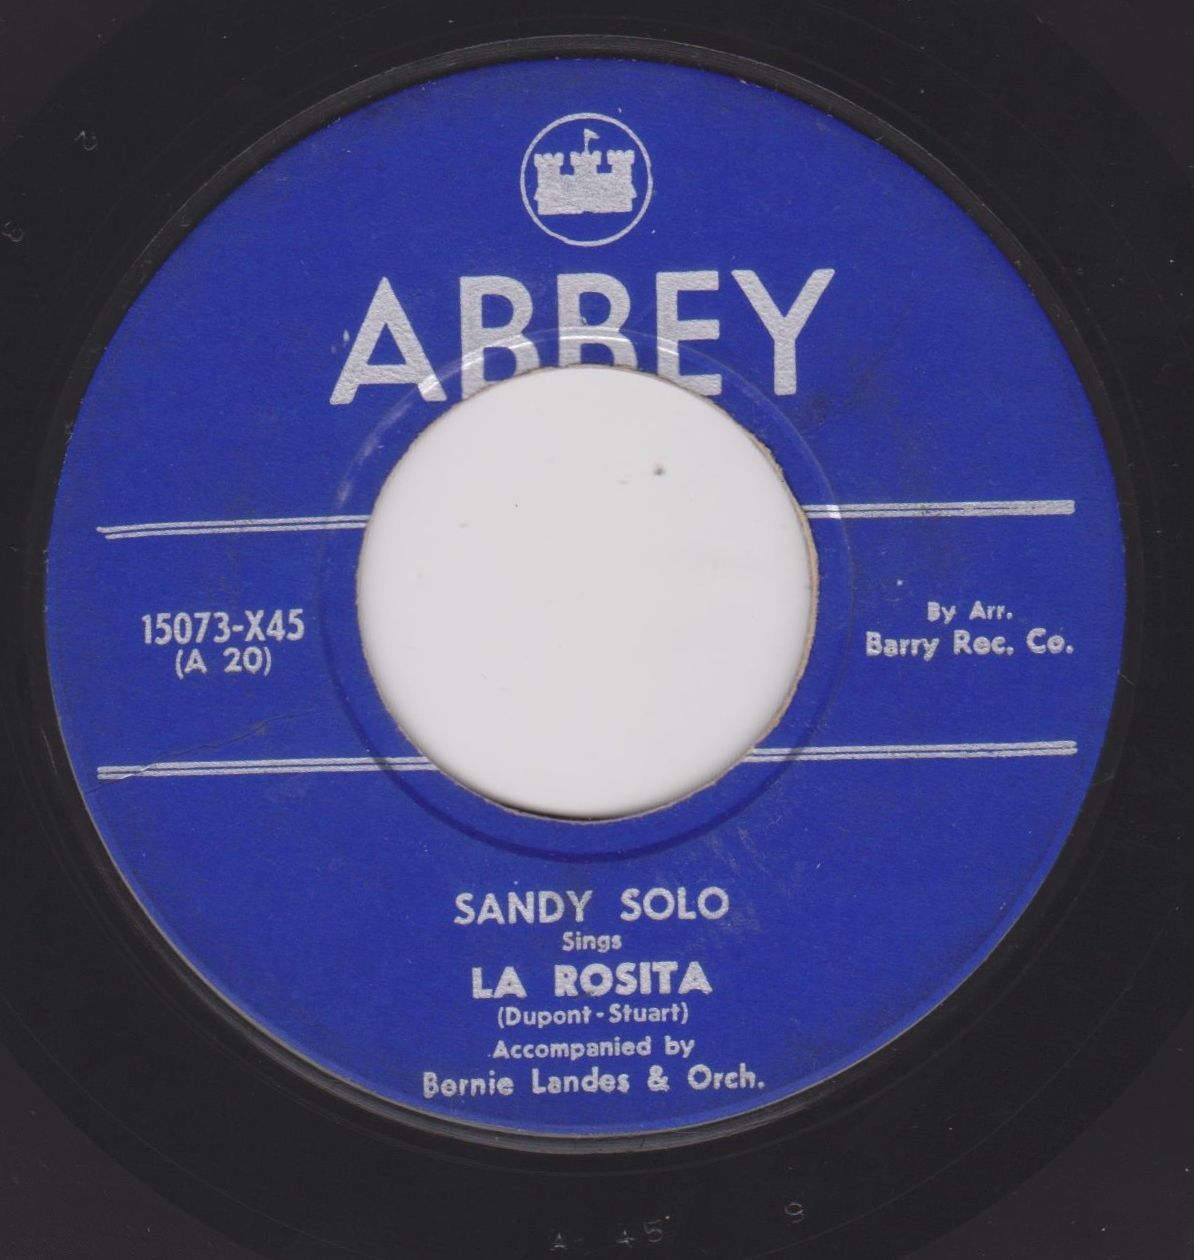 ABBEY
15073-X45
(A 20)
By Arr.
Barry Rec. Co.
SANDY SOLO
Sings
LA ROSITA
(Dupont-Stuart)
Accompanied by
Bernie Landes & Orch.